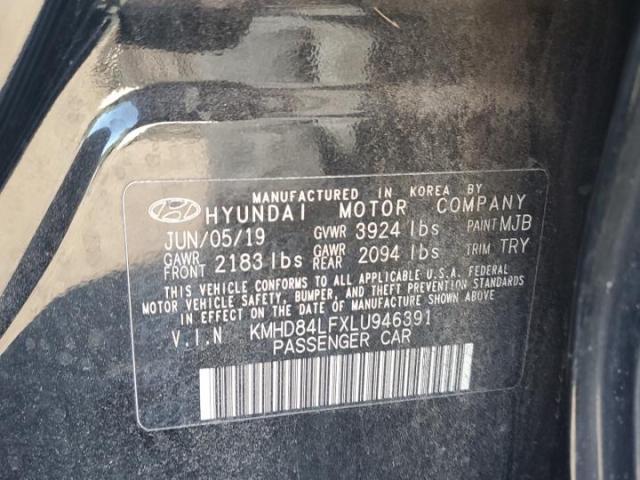 MANUFACTURED IN KOREA BY
HYUNDAI MOTOR COMPANY
JUN/05/19 GVWR 3924 lbs PAINT MJB
GAWR FRONT 2183 lbs GAWR REAR 2094 lbs TRIM TRY
THIS VEHICLE CONFORMS TO ALL APPLICABLE U.S.A. FEDERAL
MOTOR VEHICLE SAFETY, BUMPER, AND THEFT PREVENTION STANDARDS
IN EFFECT ON THE DATE OF MANUFACTURE SHOWN ABOVE.
V.I.N KMHD84LFXLU946391
PASSENGER CAR